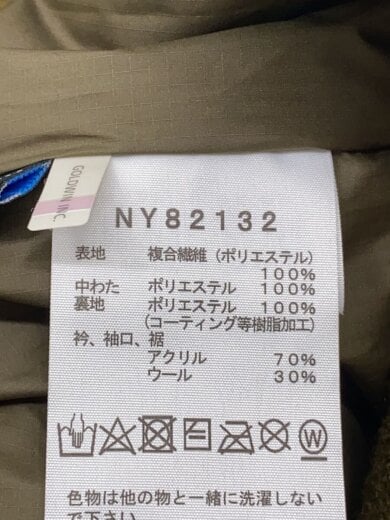 GOLDWIN INC.
NY82132
表地 複合繊維（ポリエステル）
100%
中わた ポリエステル 100%
裏地 ポリエステル 100%
（コーティング等樹脂加工）
衿、袖口、裾
アクリル 70%
ウール 30%
W
色物は他の物と一緒に洗濯しない
で下さい。